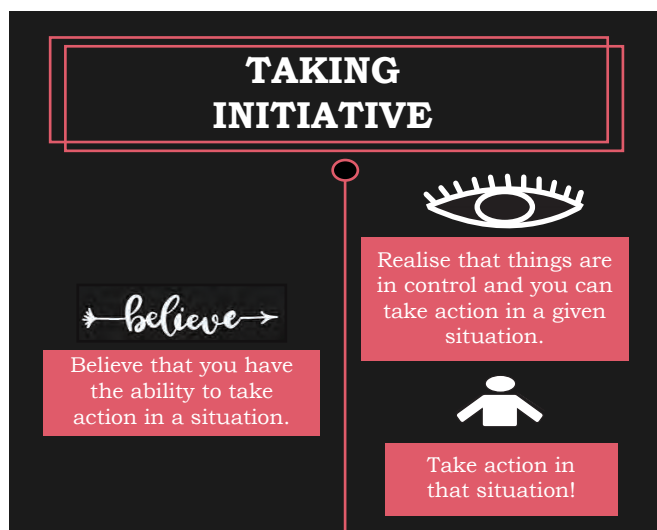 TAKING
INITIATIVE
Realise that things are
in control and you can
take action in a given
situation.
believe
Believe that you have
the ability to take
action in a situation.
Take action in
that situation!